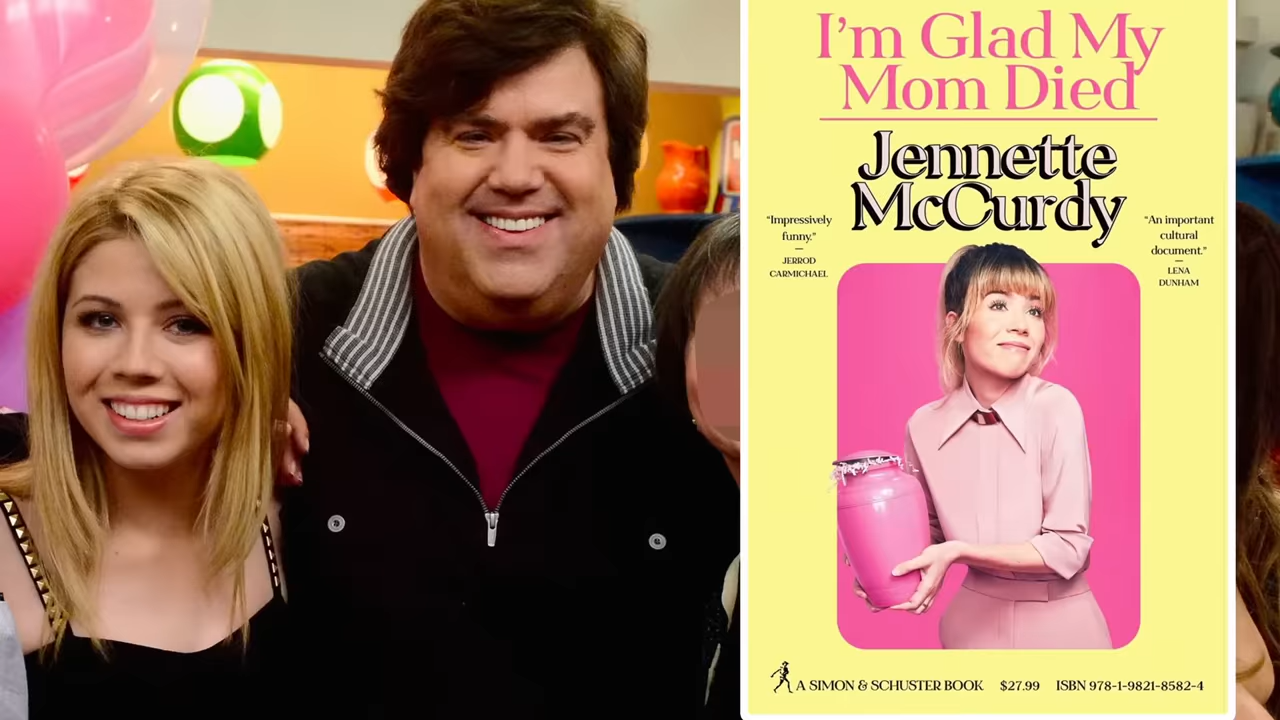 I'm Glad My
Mom Died
Jennette
McCurdy
"Impressively
funny."
—
JERROD
CARMICHAEL
"An important
cultural
document."
—
LENA
DUNHAM
A SIMON & SCHUSTER BOOK $27.99 ISBN 978-1-9821-8582-4